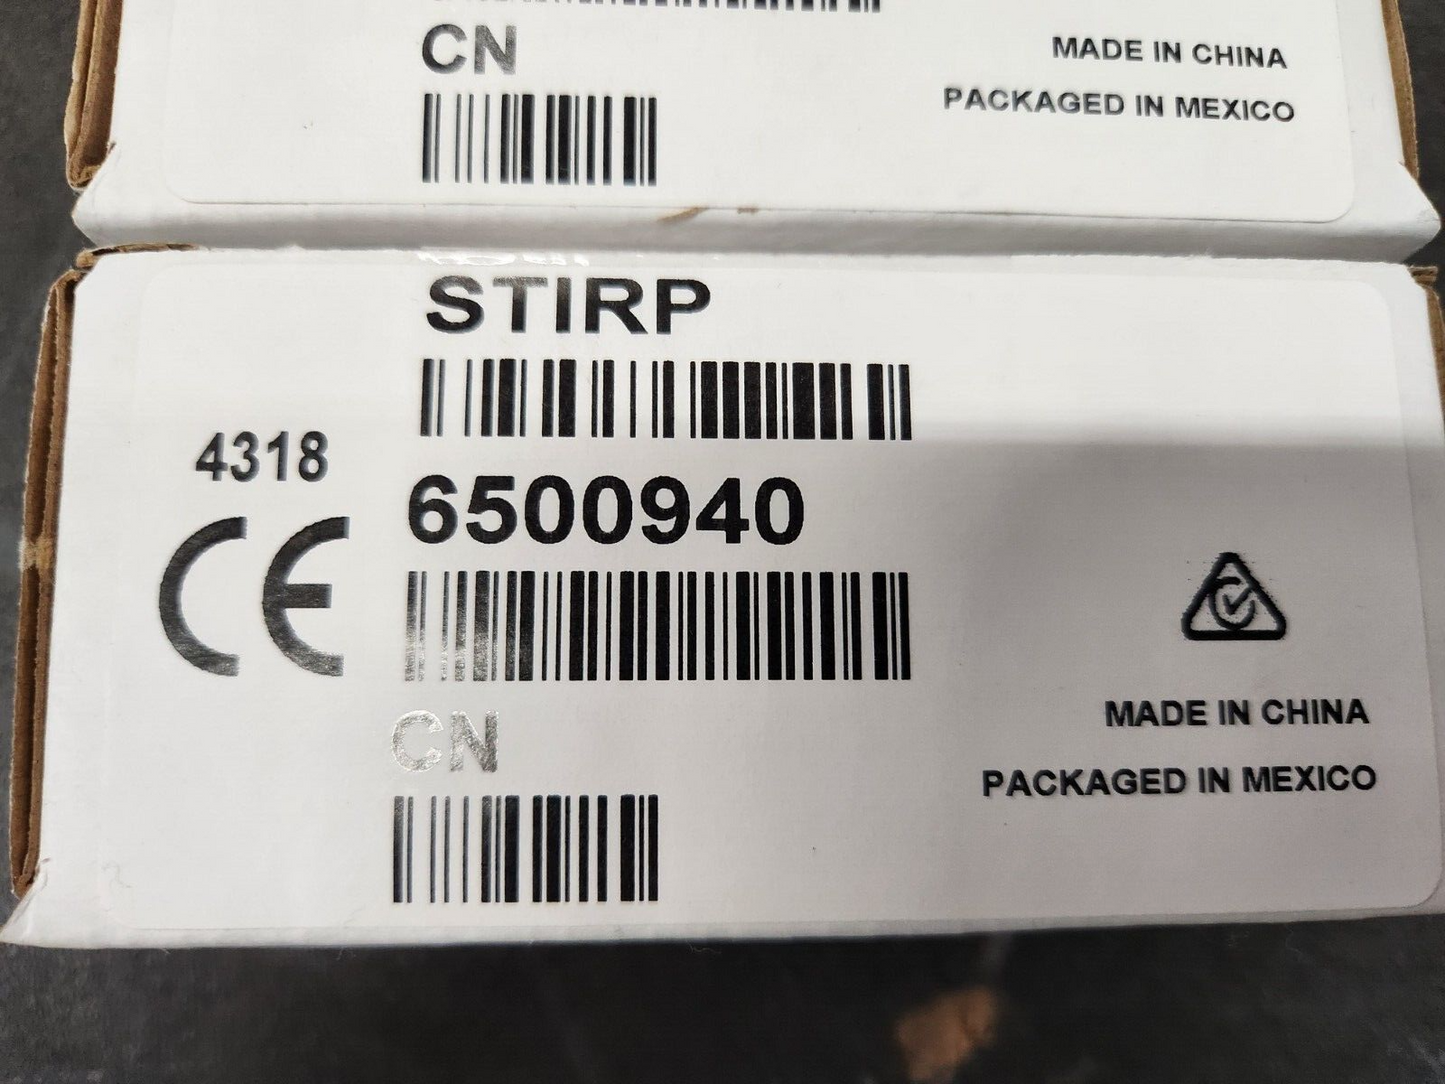 CN
MADE IN CHINA
PACKAGED IN MEXICO
STIRP
4318
6500940
CE
CN
MADE IN CHINA
PACKAGED IN MEXICO